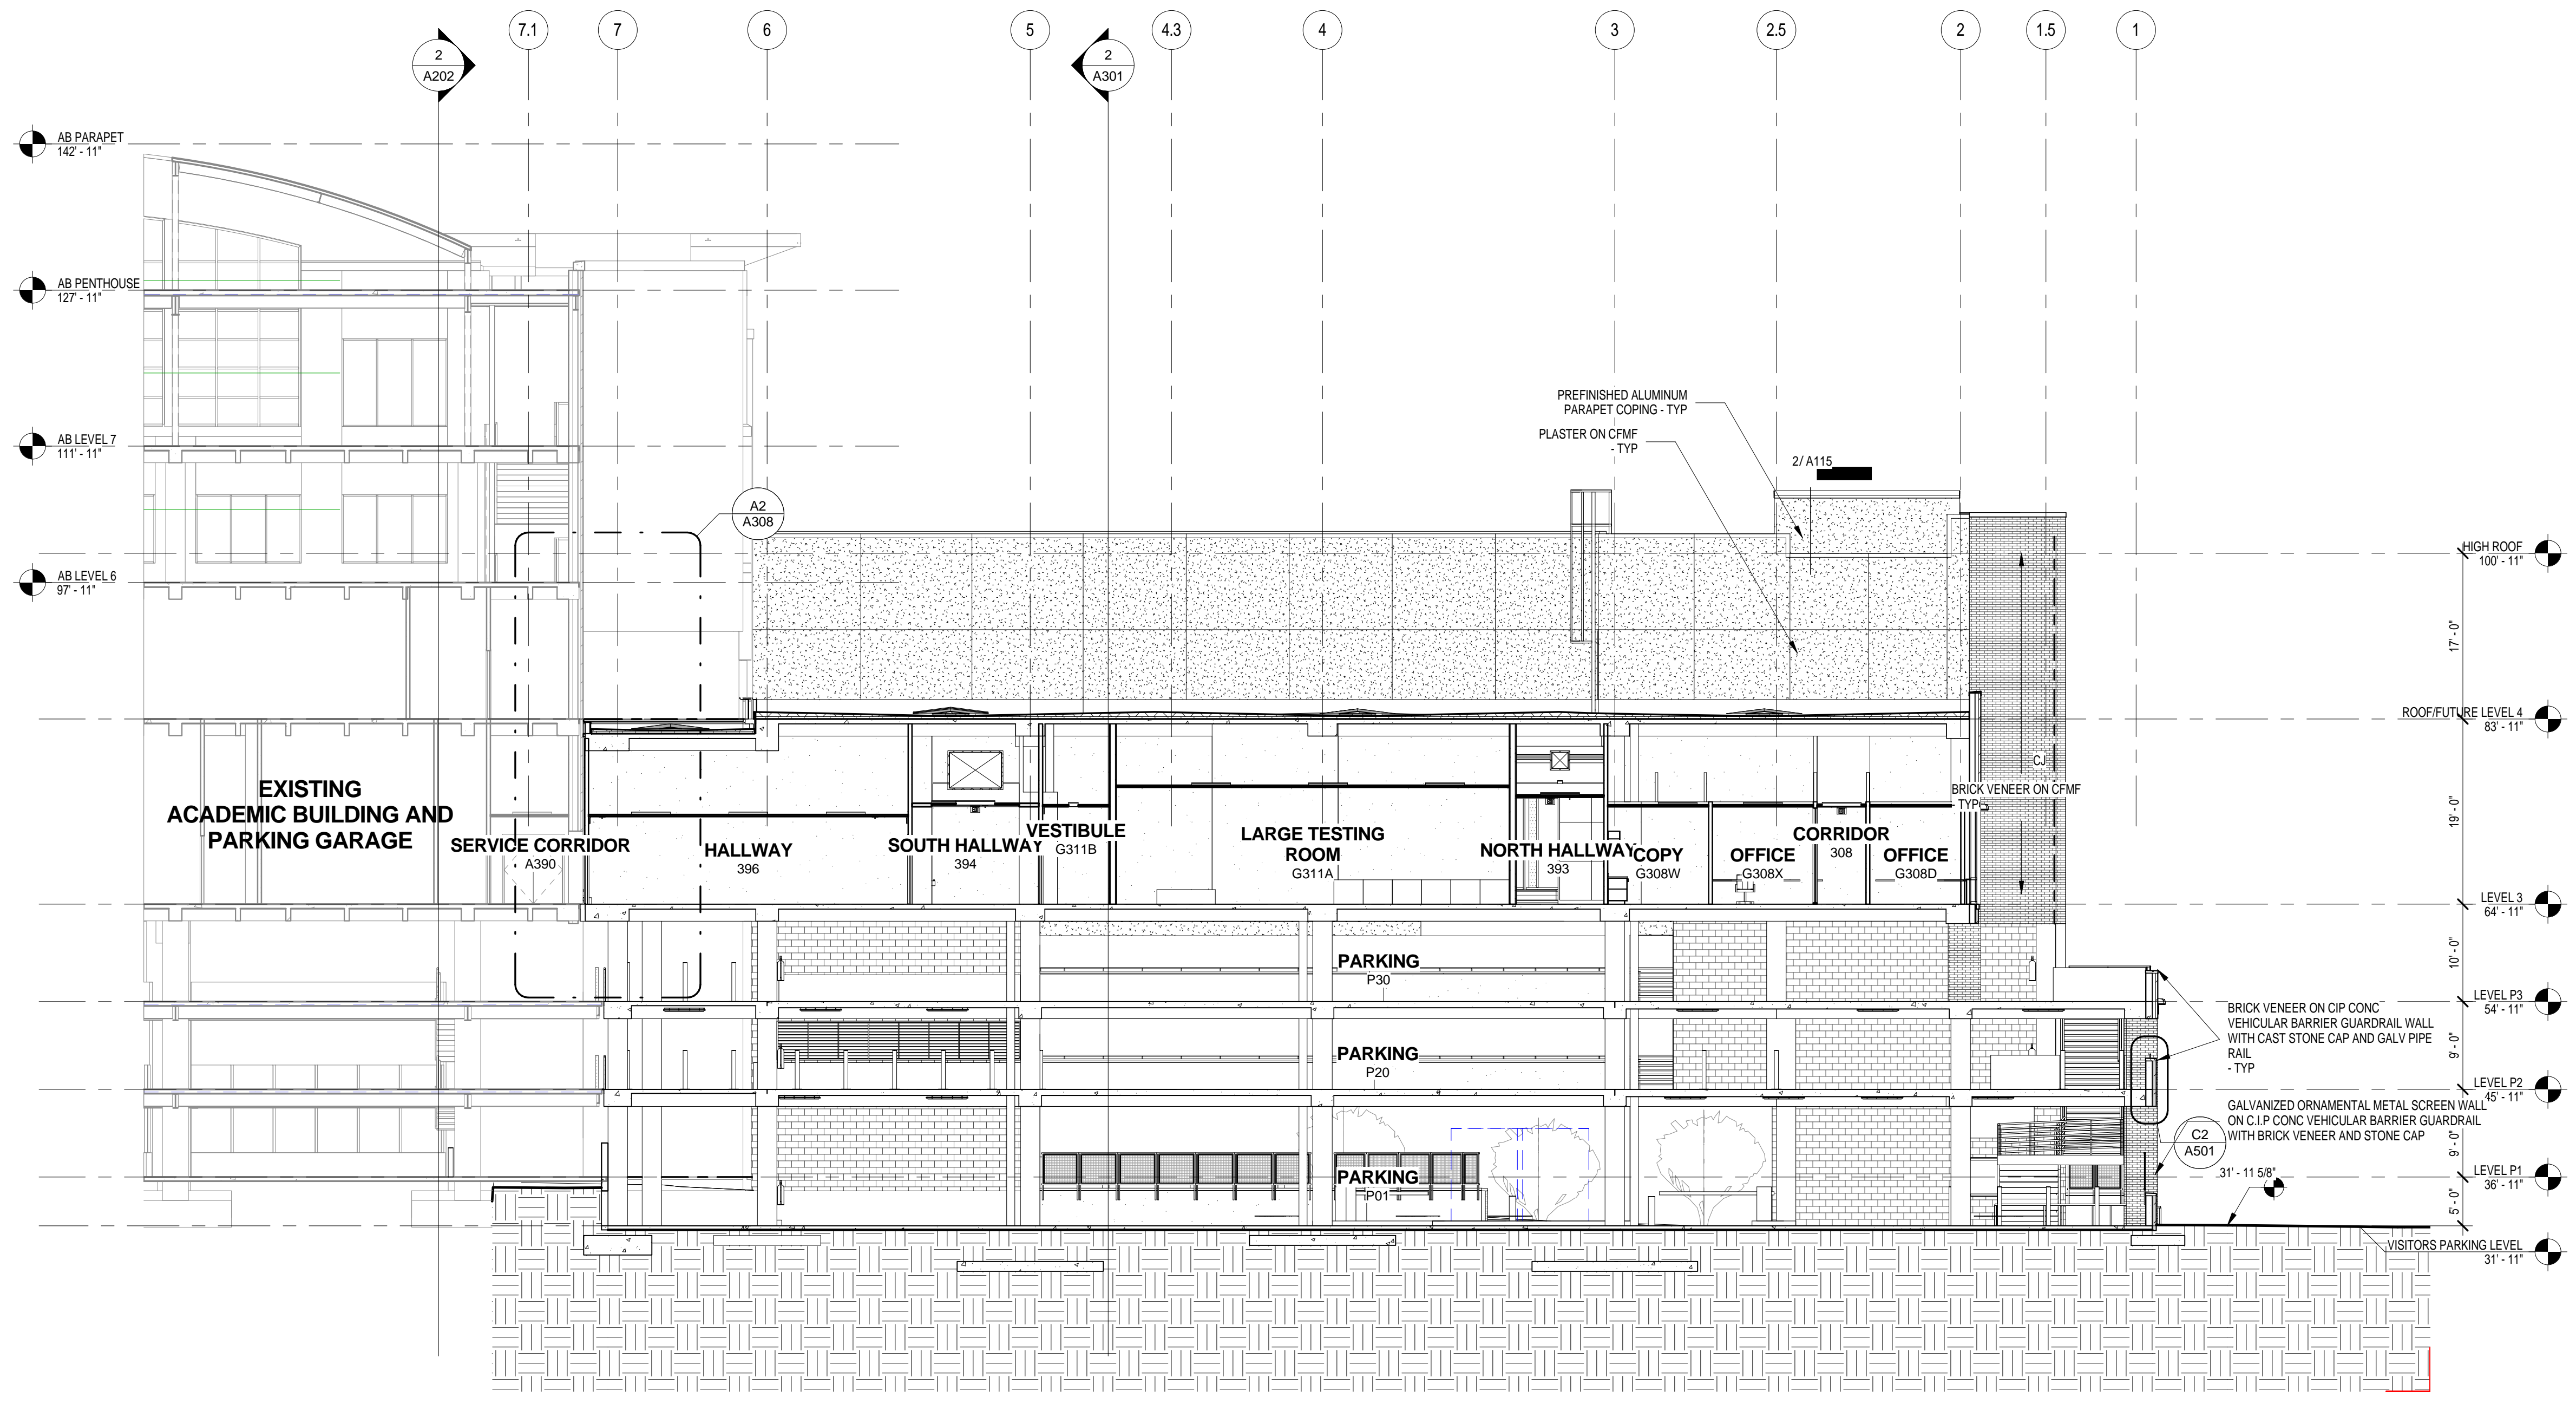 7.1
7
6
5
4.3
4
3
2.5
2
1.5
1
2
A202
2
A301
AB PARAPET
142' - 11"
AB PENTHOUSE
127' - 11"
AB LEVEL 7
111' - 11"
AB LEVEL 6
97' - 11"
PREFINISHED ALUMINUM
PARAPET COPING - TYP
PLASTER ON CFMF
- TYP
2/ A115
A2
A308
HIGH ROOF
100' - 11"
17' - 0"
ROOF/FUTURE LEVEL 4
83' - 11"
19' - 0"
CJ
BRICK VENEER ON CFMF
- TYP
EXISTING
ACADEMIC BUILDING AND
PARKING GARAGE
SERVICE CORRIDOR
A390
HALLWAY
396
SOUTH HALLWAY
394
VESTIBULE
G311B
LARGE TESTING
ROOM
G311A
NORTH HALLWAY
393
COPY
G308W
OFFICE
G308X
CORRIDOR
308
OFFICE
G308D
LEVEL 3
64' - 11"
10' - 0"
PARKING
P30
LEVEL P3
54' - 11"
BRICK VENEER ON CIP CONC
VEHICULAR BARRIER GUARDRAIL WALL
WITH CAST STONE CAP AND GALV PIPE
RAIL
- TYP
9' - 0"
PARKING
P20
LEVEL P2
45' - 11"
GALVANIZED ORNAMENTAL METAL SCREEN WALL
ON C.I.P CONC VEHICULAR BARRIER GUARDRAIL
WITH BRICK VENEER AND STONE CAP
C2
A501
9' - 0"
PARKING
P01
LEVEL P1
36' - 11"
31' - 11 5/8"
5' - 0"
VISITORS PARKING LEVEL
31' - 11"